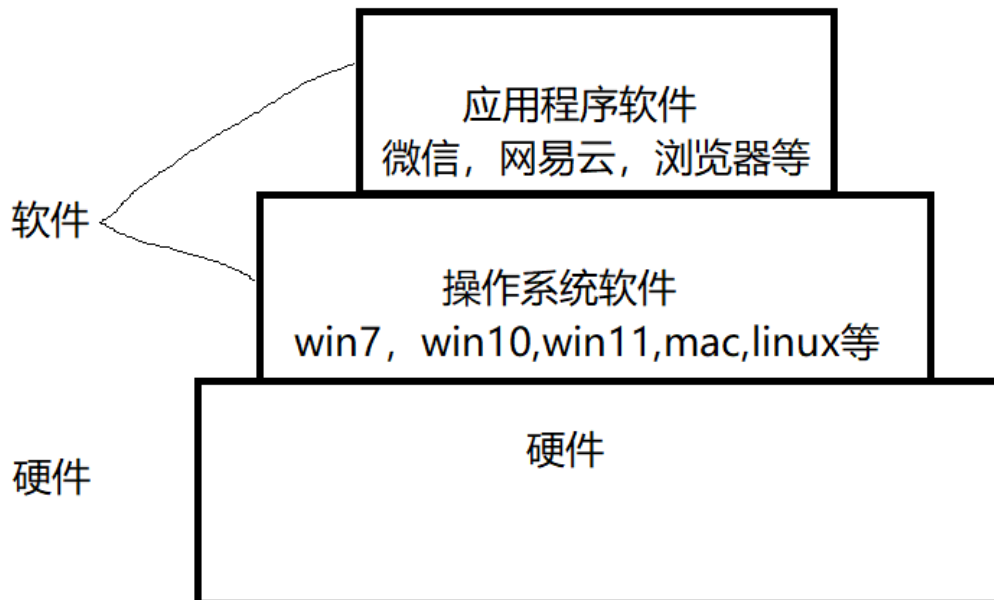 应用程序软件
微信，网易云，浏览器等
软件
操作系统软件
win7，win10,win11,mac,linux等
硬件
硬件